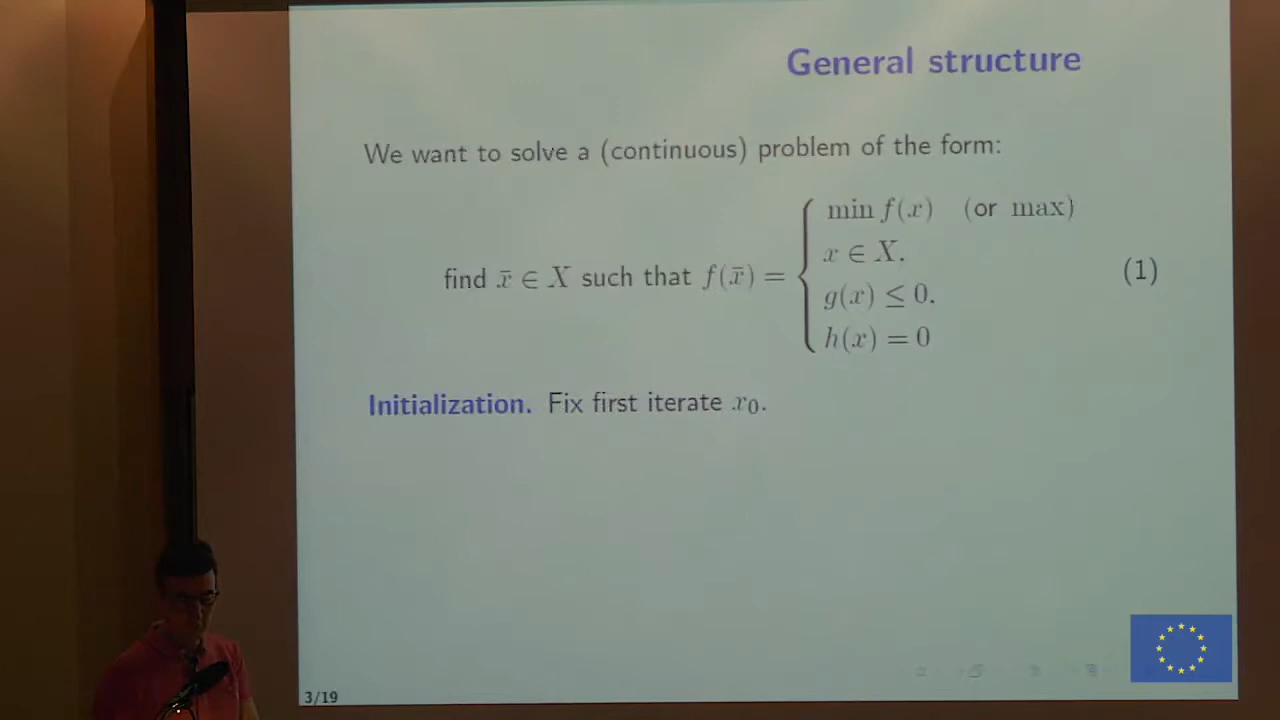 General structure
We want to solve a (continuous) problem of the form:
min f(x) (or max)
x ∈ X.
find x̄ ∈ X such that f(x̄) =
g(x) ≤ 0.
h(x) = 0
(1)
Initialization. Fix first iterate x₀.
3/19